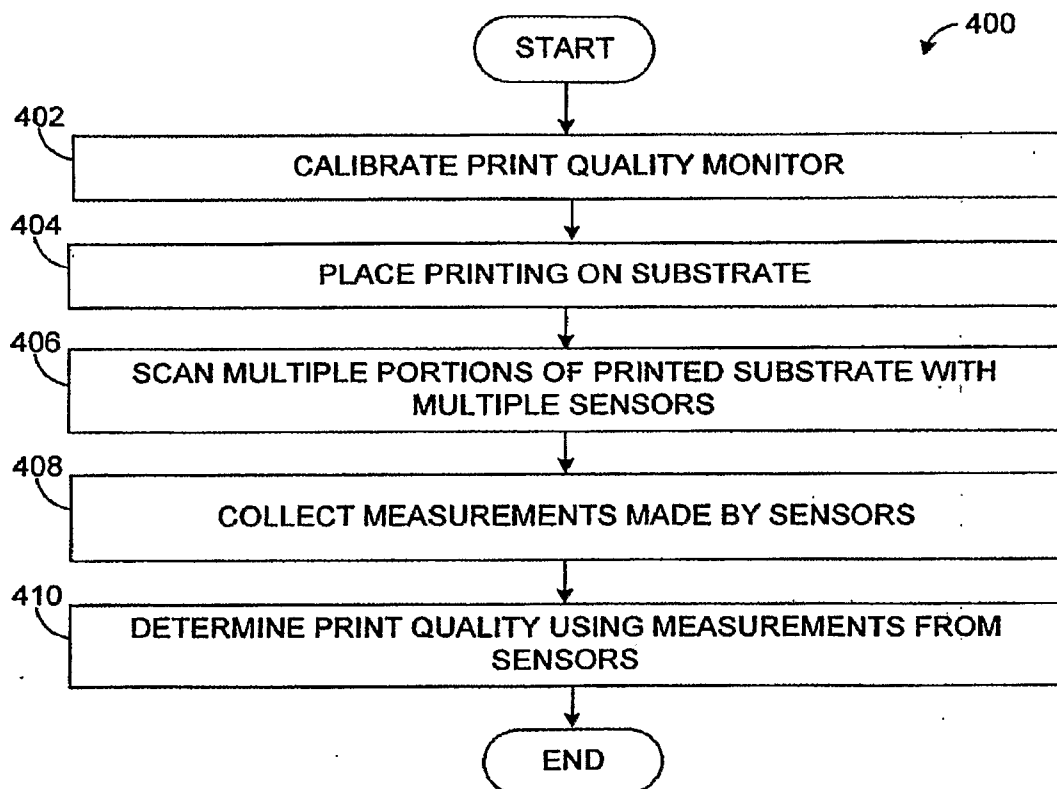 START
400
402
CALIBRATE PRINT QUALITY MONITOR
404
PLACE PRINTING ON SUBSTRATE
406
SCAN MULTIPLE PORTIONS OF PRINTED SUBSTRATE WITH
MULTIPLE SENSORS
408
COLLECT MEASUREMENTS MADE BY SENSORS
410
DETERMINE PRINT QUALITY USING MEASUREMENTS FROM
SENSORS
END